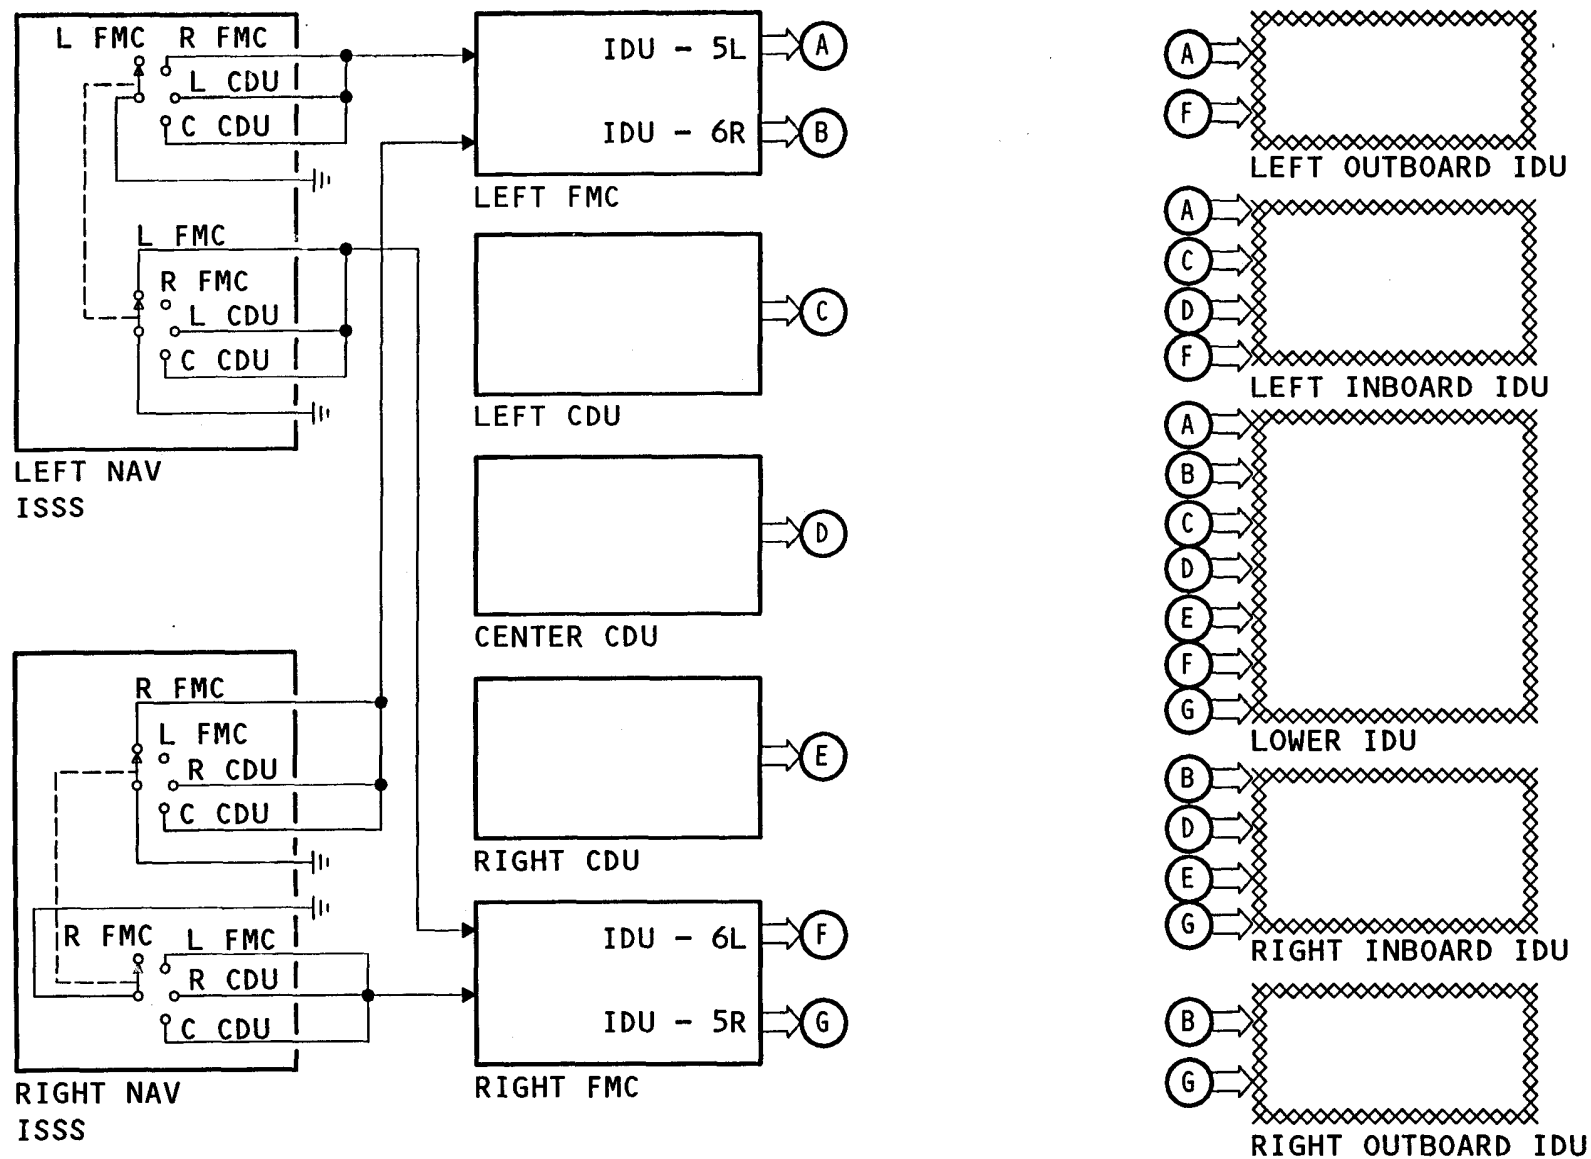 L FMC
R FMC
L CDU
C CDU
L FMC
R FMC
L CDU
C CDU
LEFT NAV
ISSS
R FMC
L FMC
R CDU
C CDU
R FMC
L FMC
R CDU
C CDU
RIGHT NAV
ISSS
IDU - 5L
A
IDU - 6R
B
LEFT FMC
C
LEFT CDU
D
CENTER CDU
E
RIGHT CDU
IDU - 6L
F
IDU - 5R
G
RIGHT FMC
A
F
LEFT OUTBOARD IDU
A
C
D
F
LEFT INBOARD IDU
A
B
C
D
E
F
G
LOWER IDU
B
D
E
G
RIGHT INBOARD IDU
B
G
RIGHT OUTBOARD IDU